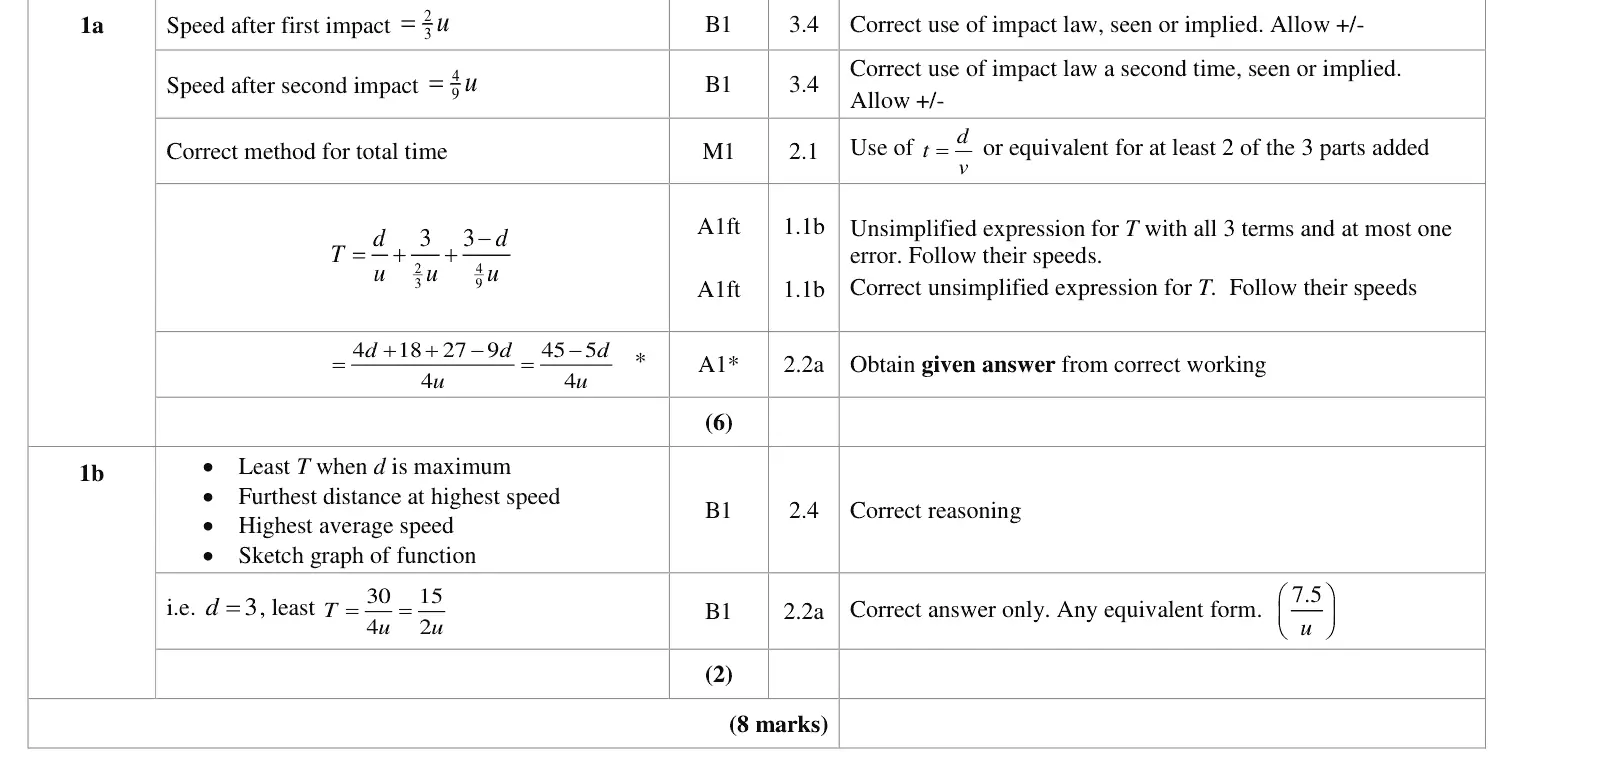 1a Speed after first impact = 2/3 u B1 3.4 Correct use of impact law, seen or implied. Allow +/-
Speed after second impact = 4/9 u B1 3.4 Correct use of impact law a second time, seen or implied.
Allow +/-
Correct method for total time M1 2.1 Use of t = d/v or equivalent for at least 2 of the 3 parts added
T = d/u + 3/(2/3 u) + (3 − d)/(4/9 u)
A1ft 1.1b Unsimplified expression for T with all 3 terms and at most one
error. Follow their speeds.
A1ft 1.1b Correct unsimplified expression for T. Follow their speeds
= (4d + 18 + 27 − 9d)/4u = (45 − 5d)/4u * A1* 2.2a Obtain given answer from correct working
(6)
1b
• Least T when d is maximum
• Furthest distance at highest speed
• Highest average speed
• Sketch graph of function
B1 2.4 Correct reasoning
i.e. d = 3, least T = 30/4u = 15/2u B1 2.2a Correct answer only. Any equivalent form. (7.5/u)
(2)
(8 marks)